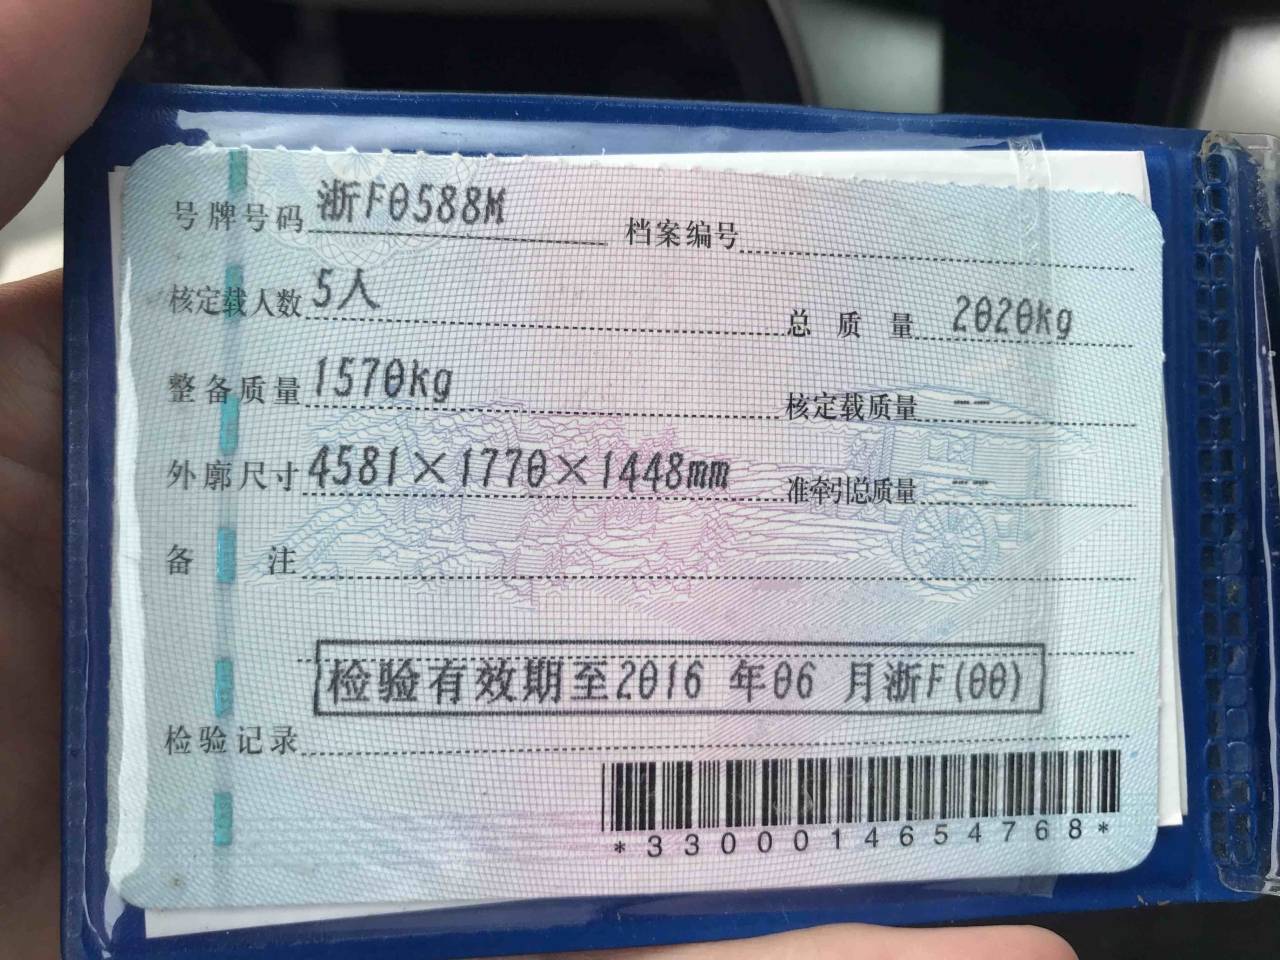 号牌号码 浙F0588M 档案编号
核定载人数 5人 总质量 2020kg
整备质量 1570kg 核定载质量 -- --
外廓尺寸 4581×1770×1448mm 准牵引总质量 -- --
备注
检验有效期至2016 年06 月浙F(00)
检验记录
*3300014654768*